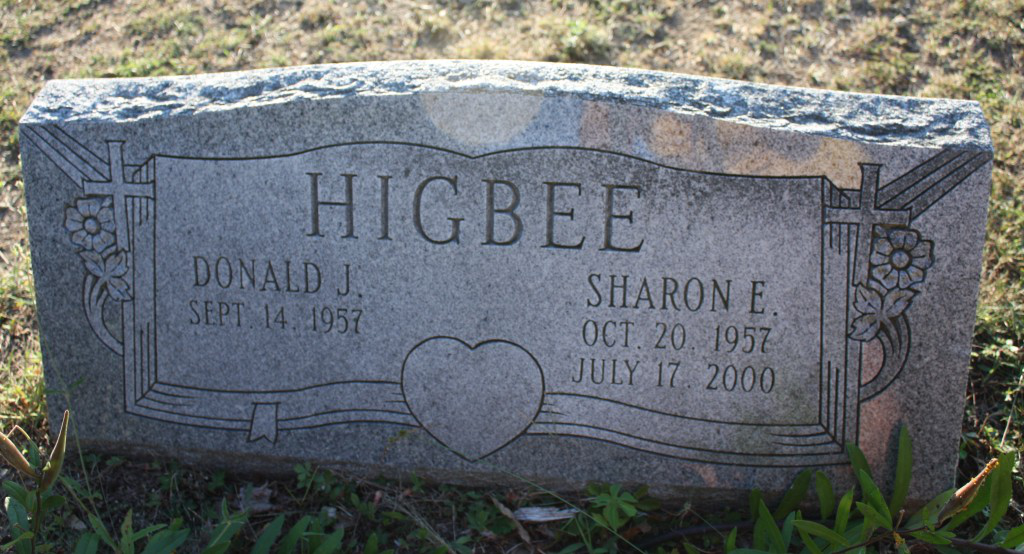 HIGBEE
DONALD J.
SEPT. 14, 1957
SHARON E.
OCT. 20, 1957
JULY 17, 2000